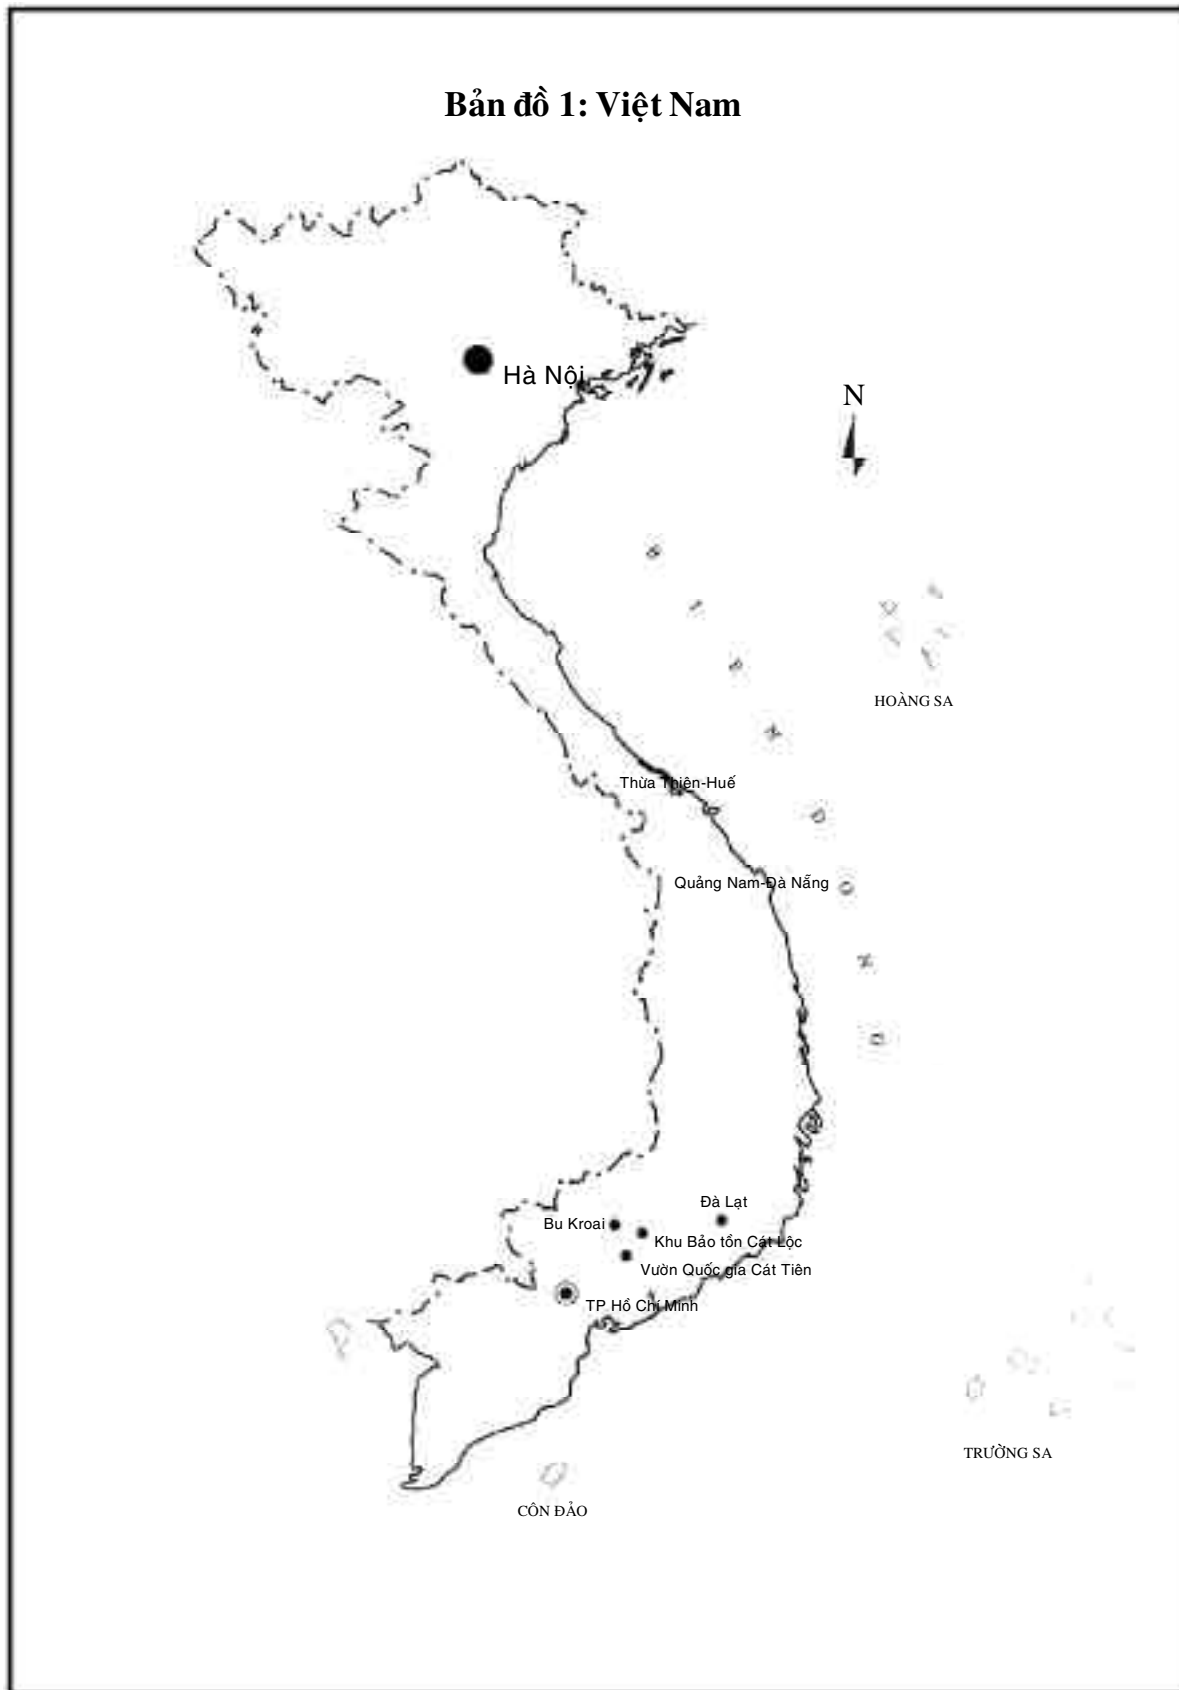 Bản đồ 1: Việt Nam
Hà Nội
N
HOÀNG SA
Thừa Thiên-Huế
Quảng Nam-Đà Nẵng
Đà Lạt
Bu Kroai
Khu Bảo tồn Cát Lộc
Vườn Quốc gia Cát Tiên
TP Hồ Chí Minh
TRƯỜNG SA
CÔN ĐẢO